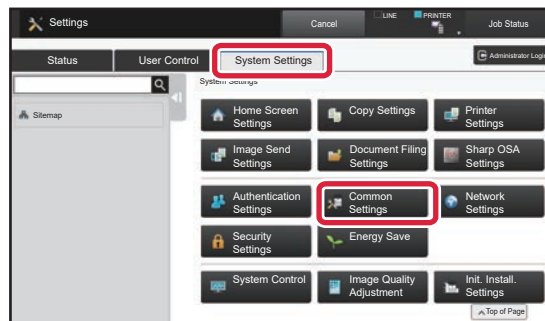 Settings
Cancel
LINE
PRINTER
Job Status
Status
User Control
System Settings
Administrator Login
System Settings
Sitemap
Home Screen
Settings
Copy Settings
Printer
Settings
Image Send
Settings
Document Filing
Settings
Sharp OSA
Settings
Authentication
Settings
Common
Settings
Network
Settings
Security
Settings
Energy Save
System Control
Image Quality
Adjustment
Init. Install.
Settings
Top of Page